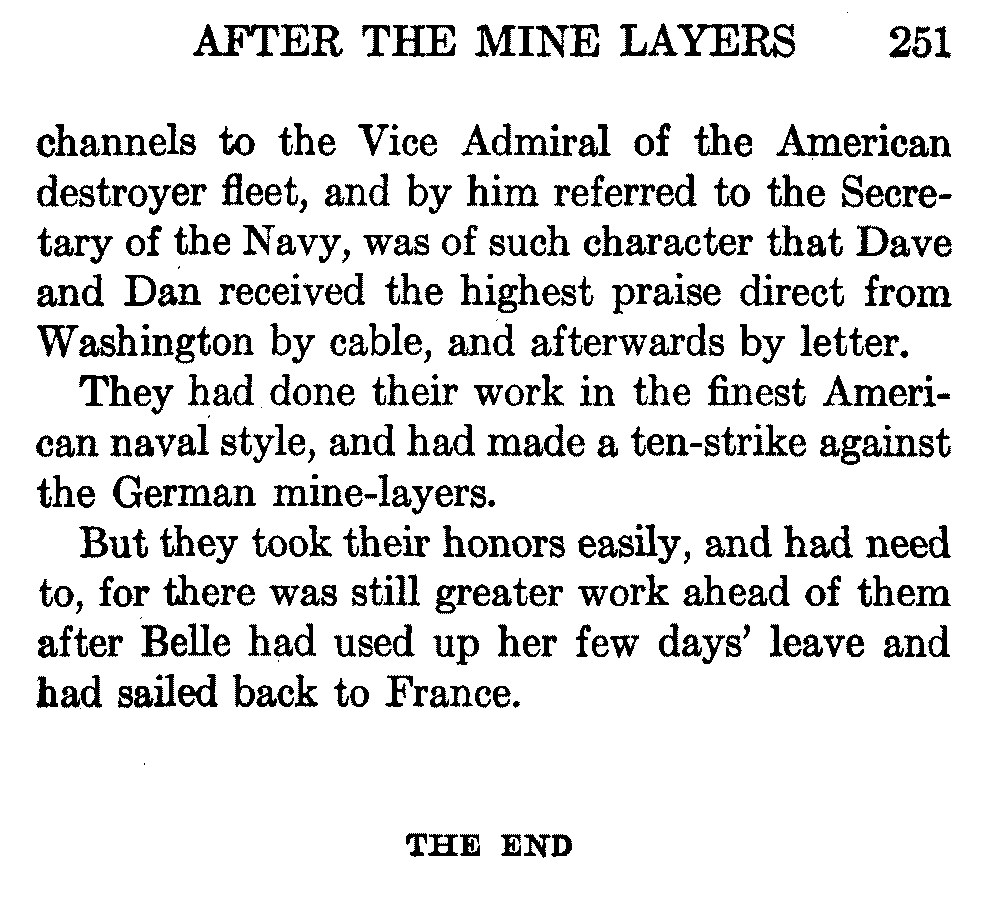 AFTER THE MINE LAYERS 251
channels to the Vice Admiral of the American
destroyer fleet, and by him referred to the Secre-
tary of the Navy, was of such character that Dave
and Dan received the highest praise direct from
Washington by cable, and afterwards by letter.
They had done their work in the finest Ameri-
can naval style, and had made a ten-strike against
the German mine-layers.
But they took their honors easily, and had need
to, for there was still greater work ahead of them
after Belle had used up her few days’ leave and
had sailed back to France.
THE END